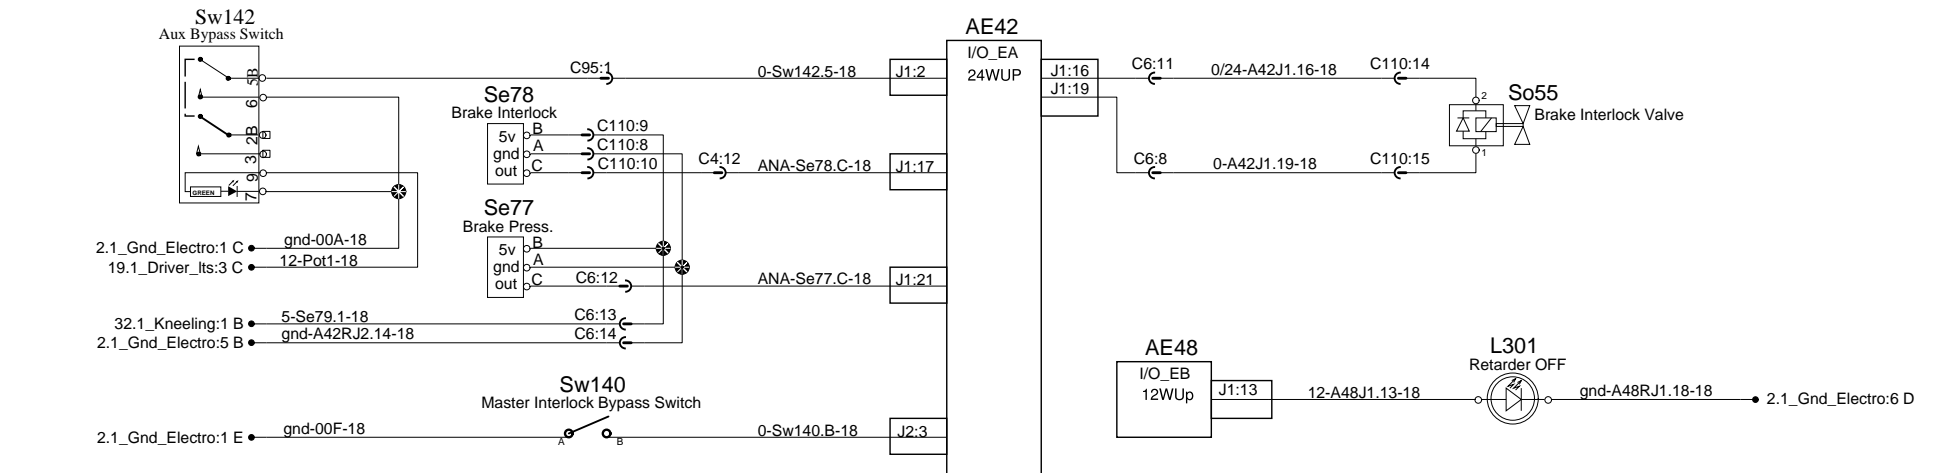 Sw142
Aux Bypass Switch
5B
6
2B
3
9
7
GREEN
C95:1
0-Sw142.5-18
J1:2
AE42
I/O_EA
24WUP
J1:16
J1:19
C6:11
0/24-A42J1.16-18
C110:14
2
So55
Brake Interlock Valve
1
C6:8
0-A42J1.19-18
C110:15
Se78
Brake Interlock
5v
gnd
out
B
A
C
C110:9
C110:8
C110:10
C4:12
ANA-Se78.C-18
J1:17
Se77
Brake Press.
5v
gnd
out
B
A
C
C6:12
ANA-Se77.C-18
J1:21
2.1_Gnd_Electro:1 C
gnd-00A-18
19.1_Driver_lts:3 C
12-Pot1-18
32.1_Kneeling:1 B
5-Se79.1-18
C6:13
2.1_Gnd_Electro:5 B
gnd-A42RJ2.14-18
C6:14
Sw140
Master Interlock Bypass Switch
2.1_Gnd_Electro:1 E
gnd-00F-18
A
B
0-Sw140.B-18
J2:3
AE48
I/O_EB
12WUp
J1:13
12-A48J1.13-18
L301
Retarder OFF
gnd-A48RJ1.18-18
2.1_Gnd_Electro:6 D